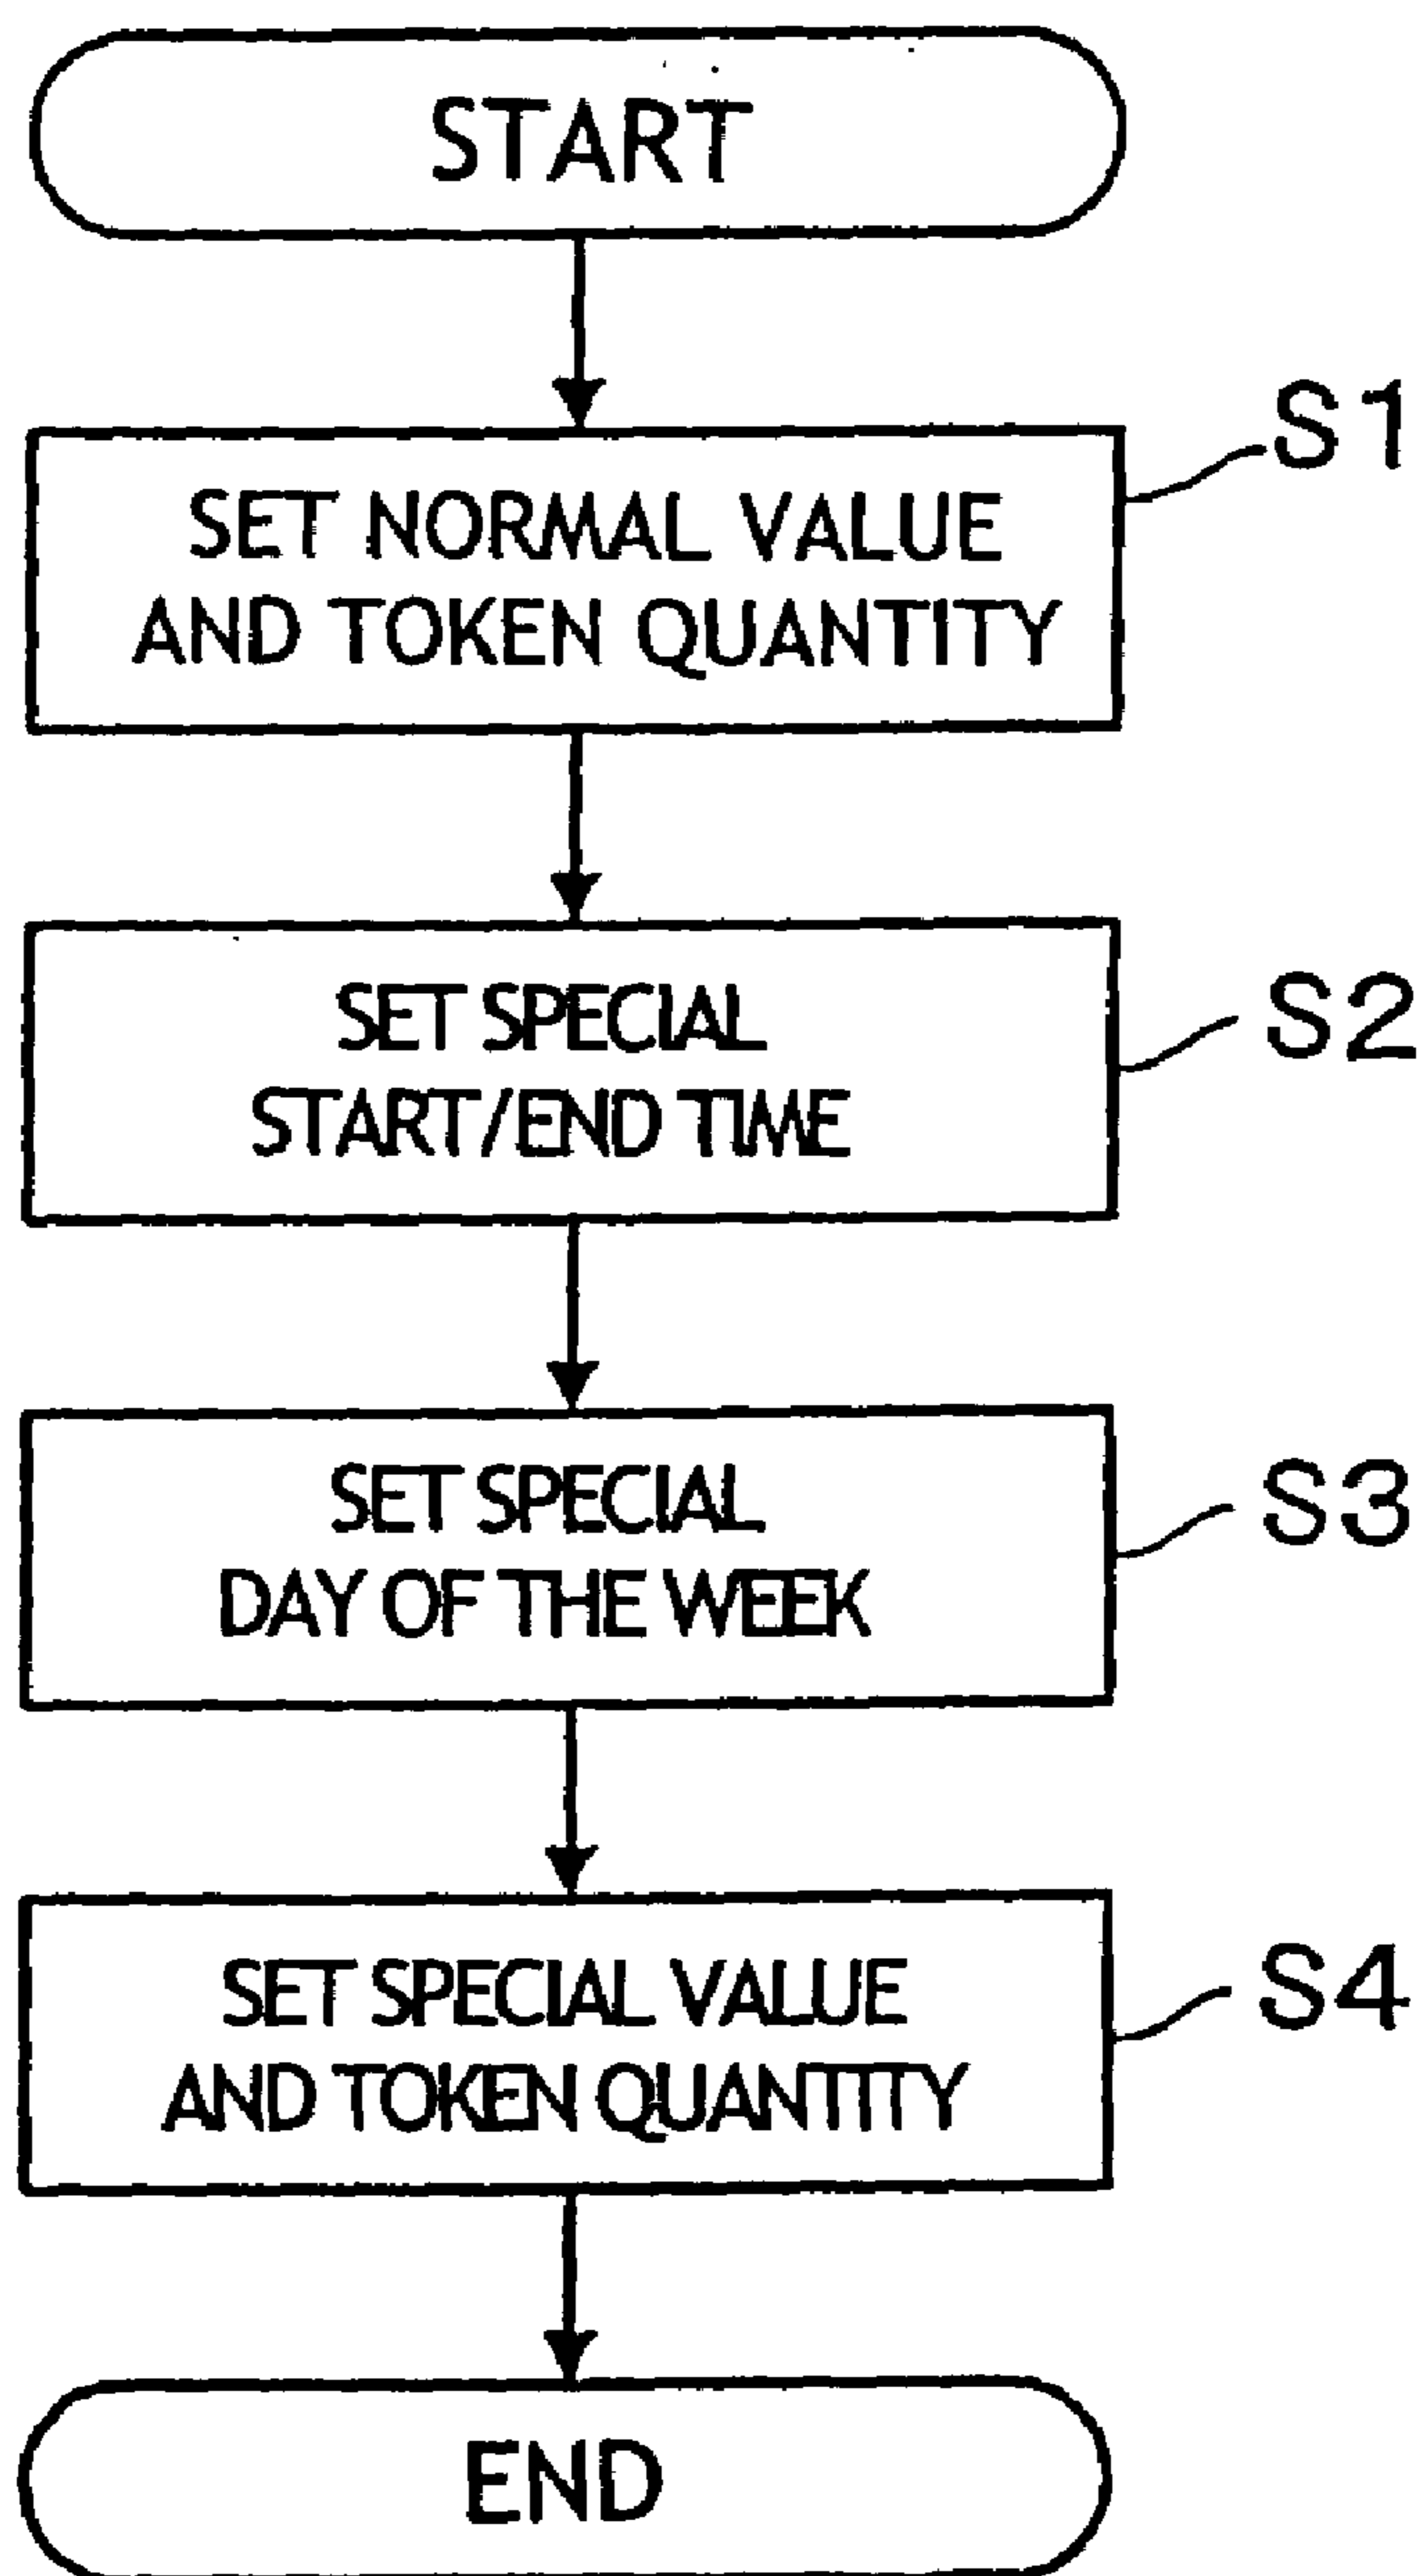 START
S1
SET NORMAL VALUE
AND TOKEN QUANTITY
S2
SET SPECIAL
START/END TIME
S3
SET SPECIAL
DAY OF THE WEEK
S4
SET SPECIAL VALUE
AND TOKEN QUANTITY
END